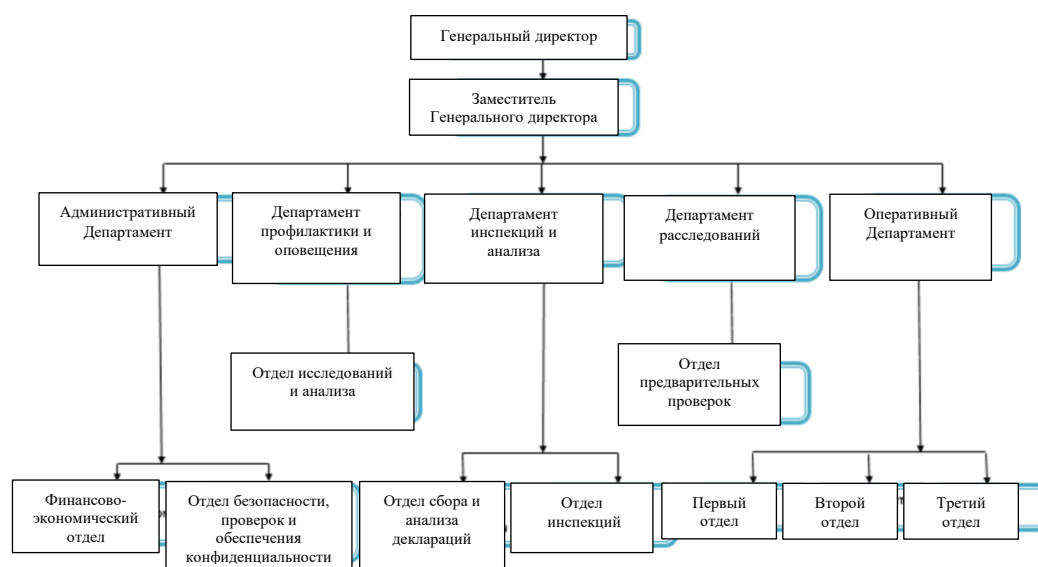 Генеральный директор
Заместитель
Генерального директора
Административный
Департамент
Департамент
профилактики и
оповещения
Департамент
инспекций и
анализа
Департамент
расследований
Оперативный
Департамент
Отдел исследований
и анализа
Отдел
предварительных
проверок
Финансово-
экономический
отдел
Отдел безопасности,
проверок и
обеспечения
конфиденциальности
Отдел сбора и
анализа
деклараций
Отдел
инспекций
Первый
отдел
Второй
отдел
Третий
отдел